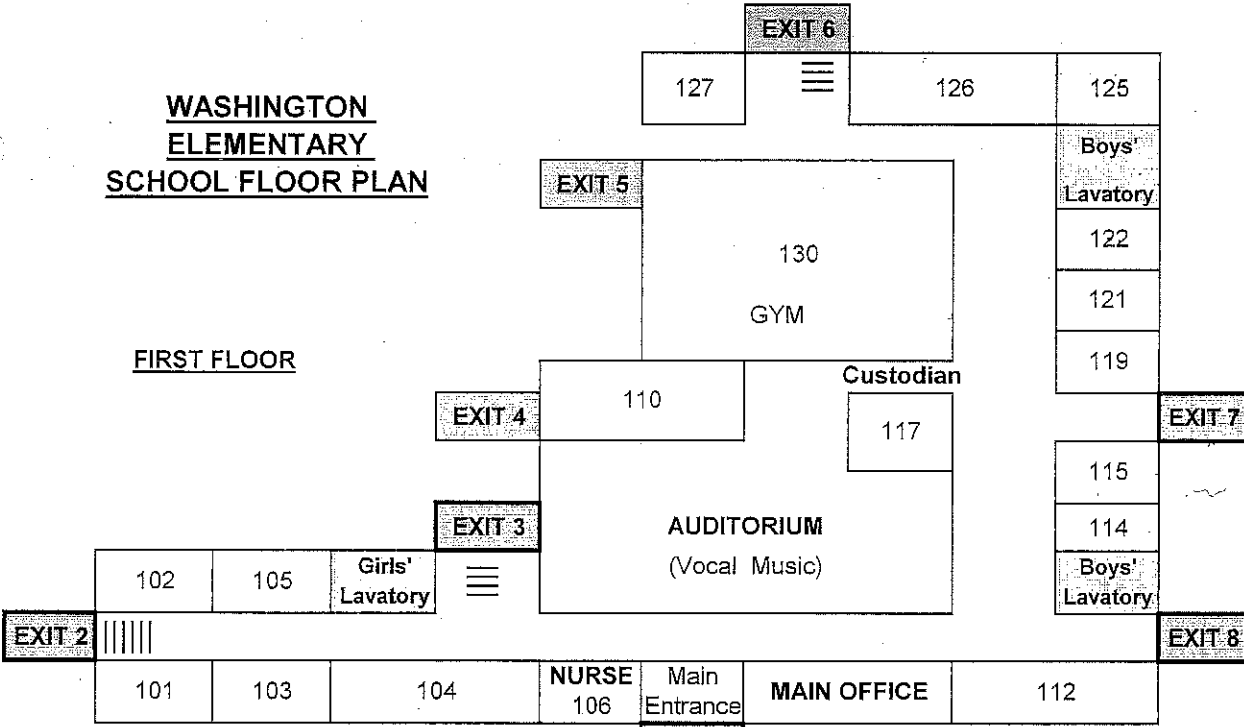 EXIT 6
WASHINGTON
ELEMENTARY
SCHOOL FLOOR PLAN
127
126
125
Boys'
Lavatory
EXIT 5
130
GYM
122
121
119
FIRST FLOOR
Custodian
110
117
EXIT 4
EXIT 7
115
EXIT 3
AUDITORIUM
(Vocal Music)
114
Boys'
Lavatory
102
105
Girls'
Lavatory
EXIT 2
EXIT 8
101
103
104
NURSE
106
Main
Entrance
MAIN OFFICE
112